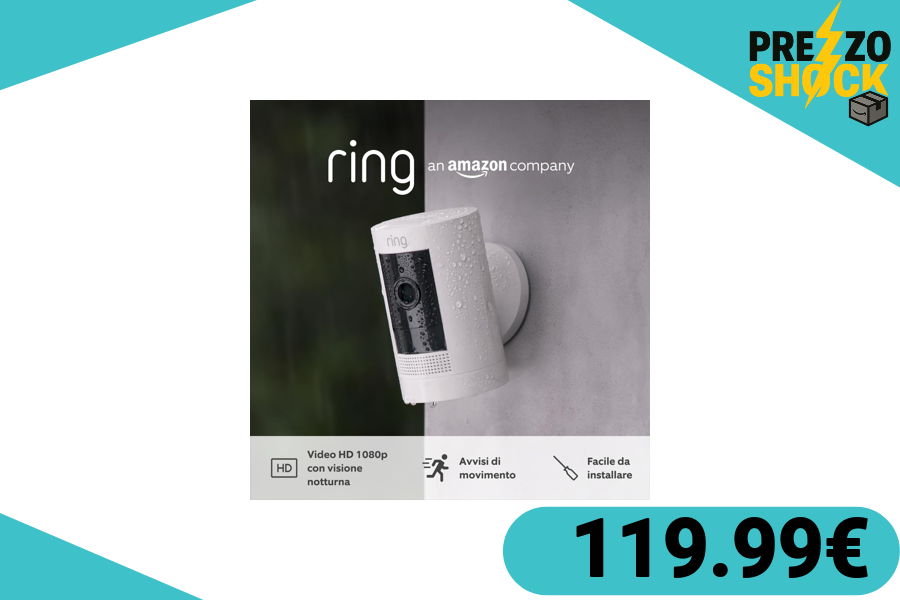 PREZZO
SHOCK
ring an amazon company
ring
HD
Video HD 1080p
con visione
notturna
Avvisi di
movimento
Facile da
installare
119.99€